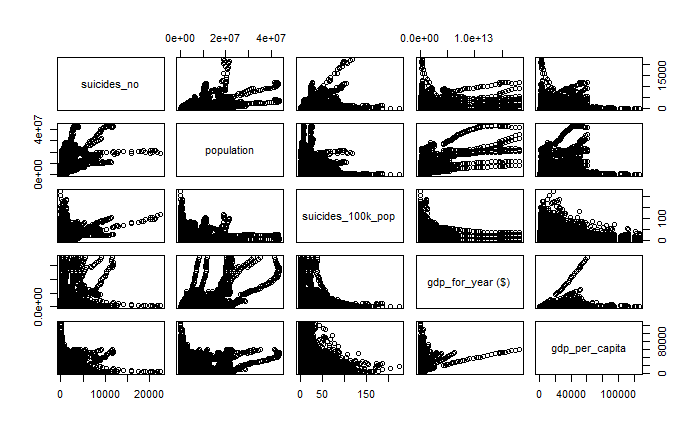 0e+00 2e+07 4e+07 0.0e+00 1.0e+13
suicides_no 0 15000
0e+00 4e+07 population
suicides_100k_pop 0 100
0.0e+00 gdp_for_year ($)
gdp_per_capita 0 80000
0 10000 20000 0 50 150 0 40000 100000